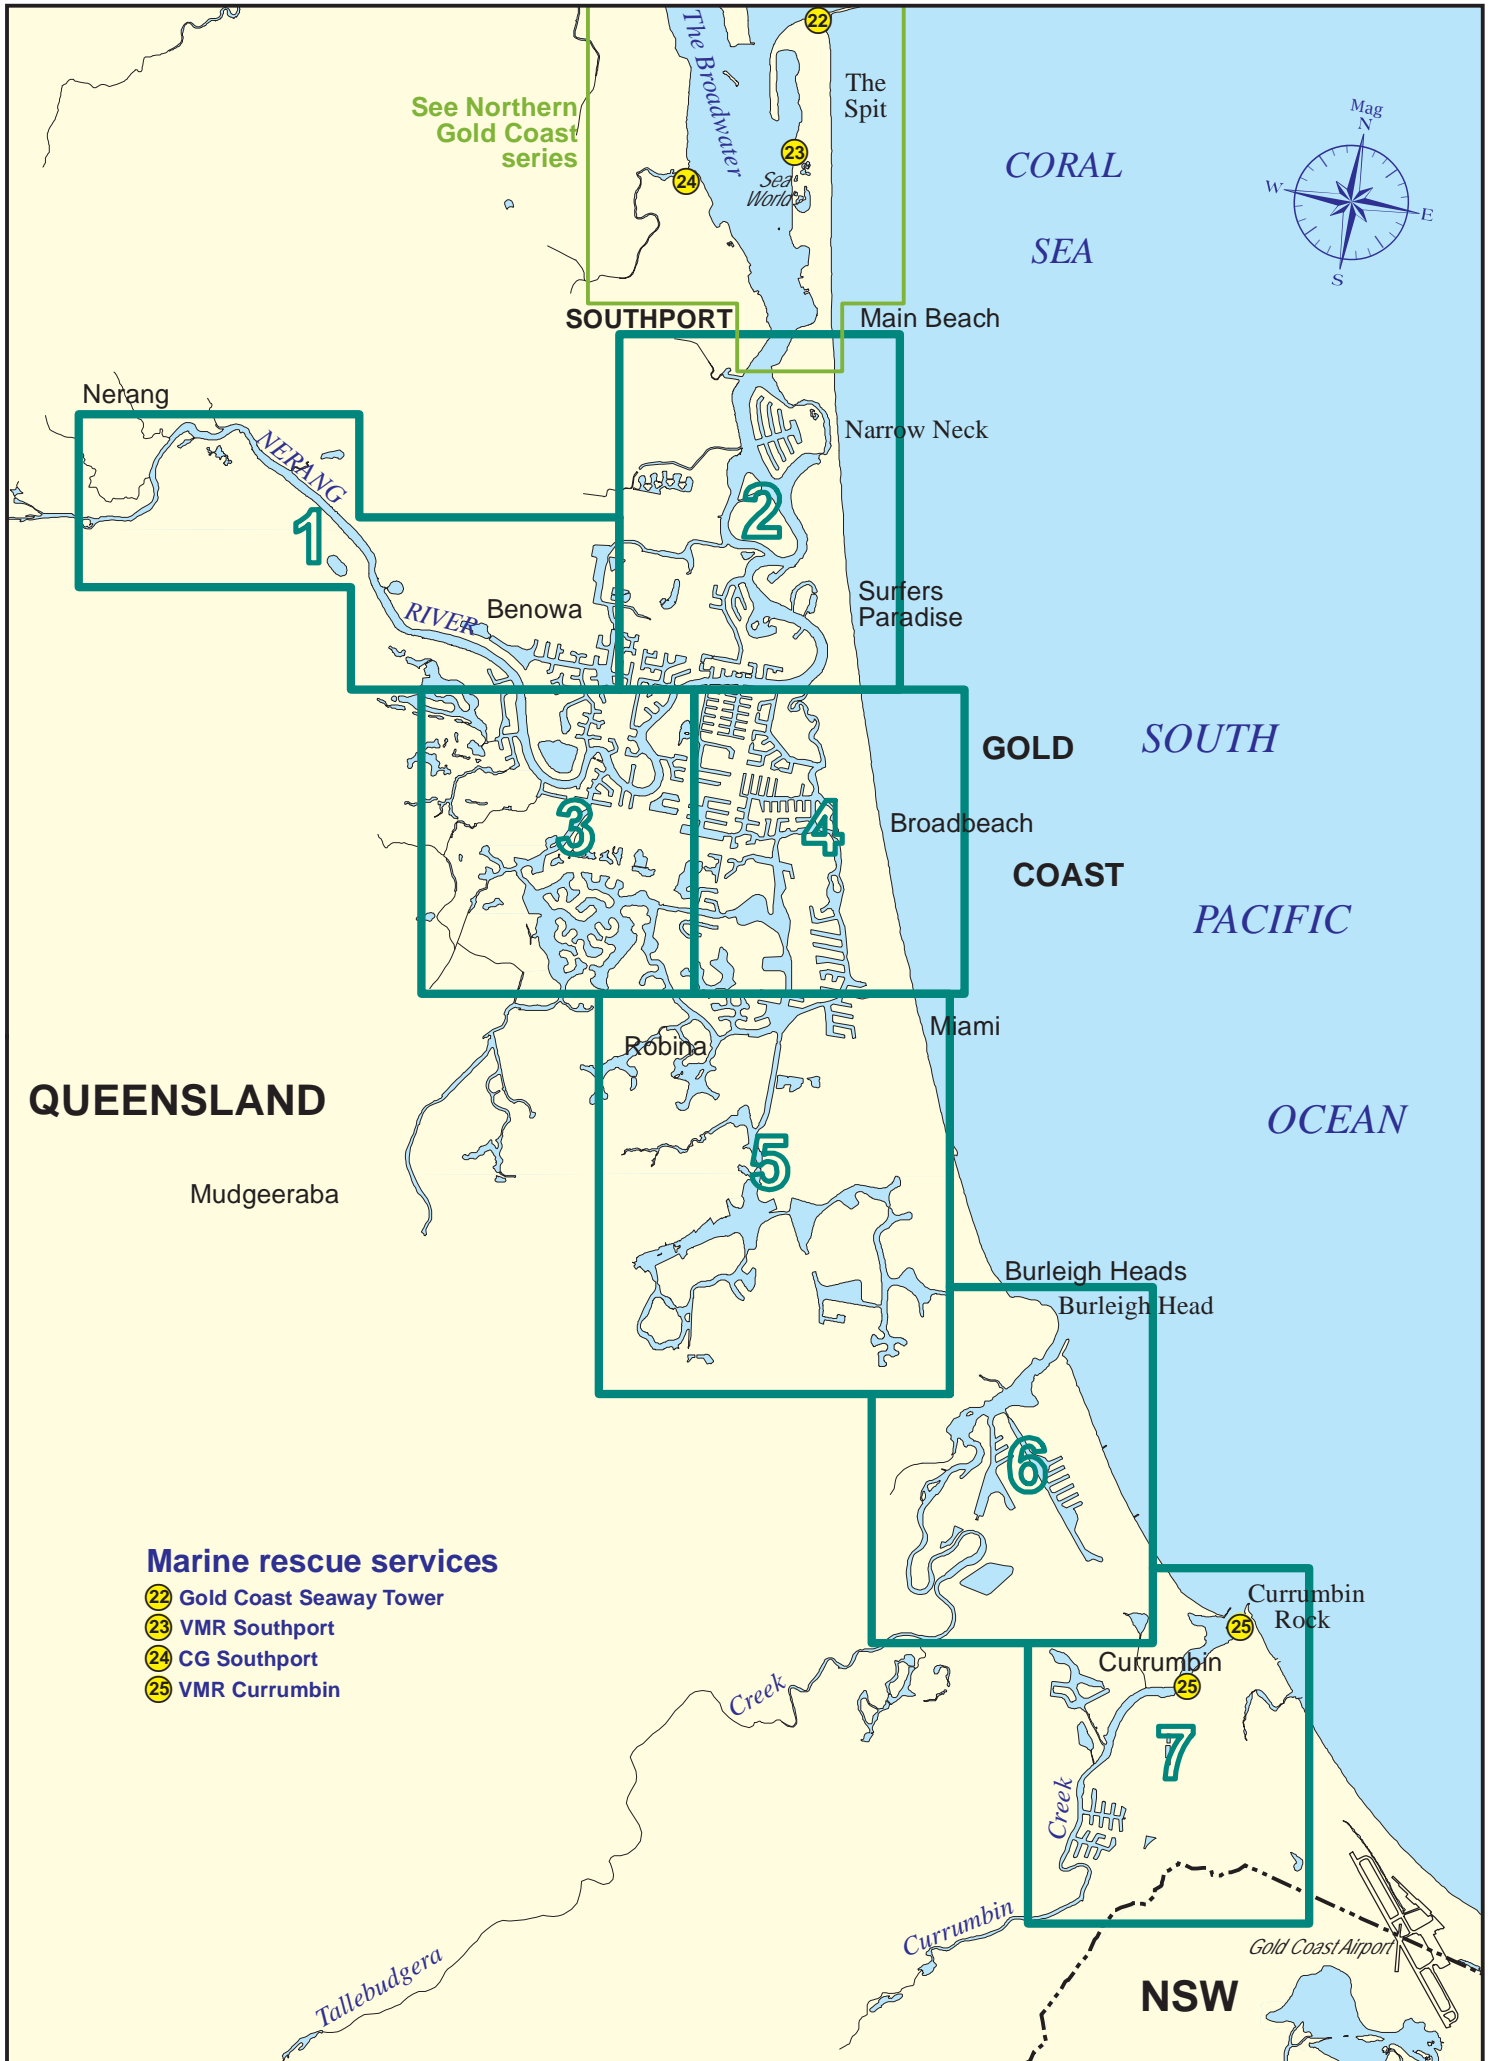 22
The Broadwater
The
Spit
See Northern
Gold Coast
series
Mag
N
W
E
S
CORAL
SEA
23
24
Sea
World
SOUTHPORT
Main Beach
Nerang
NERANG
Narrow Neck
2
1
RIVER
Benowa
Surfers
Paradise
GOLD
SOUTH
3
4
Broadbeach
COAST
PACIFIC
Miami
Robina
QUEENSLAND
OCEAN
5
Mudgeeraba
Burleigh Heads
Burleigh Head
6
Marine rescue services
22 Gold Coast Seaway Tower
23 VMR Southport
24 CG Southport
25 VMR Currumbin
Currumbin
Rock
25
Currumbin
25
Creek
7
Creek
Currumbin
Tallebudgera
Gold Coast Airport
NSW